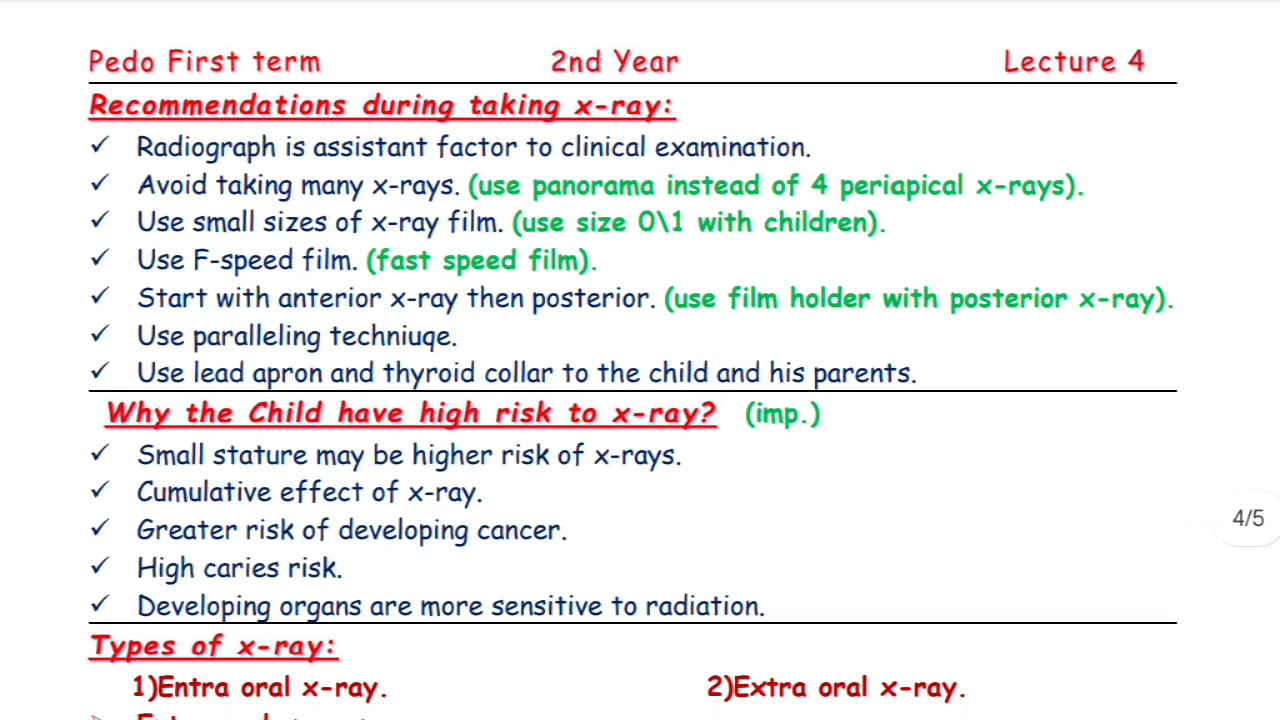 Pedo First term 2nd Year Lecture 4
Recommendations during taking x-ray:
✓ Radiograph is assistant factor to clinical examination.
✓ Avoid taking many x-rays. (use panorama instead of 4 periapical x-rays).
✓ Use small sizes of x-ray film. (use size 0\1 with children).
✓ Use F-speed film. (fast speed film).
✓ Start with anterior x-ray then posterior. (use film holder with posterior x-ray).
✓ Use paralleling techniuqe.
✓ Use lead apron and thyroid collar to the child and his parents.
Why the Child have high risk to x-ray? (imp.)
✓ Small stature may be higher risk of x-rays.
✓ Cumulative effect of x-ray.
✓ Greater risk of developing cancer.
4/5
✓ High caries risk.
✓ Developing organs are more sensitive to radiation.
Types of x-ray:
1)Entra oral x-ray. 2)Extra oral x-ray.